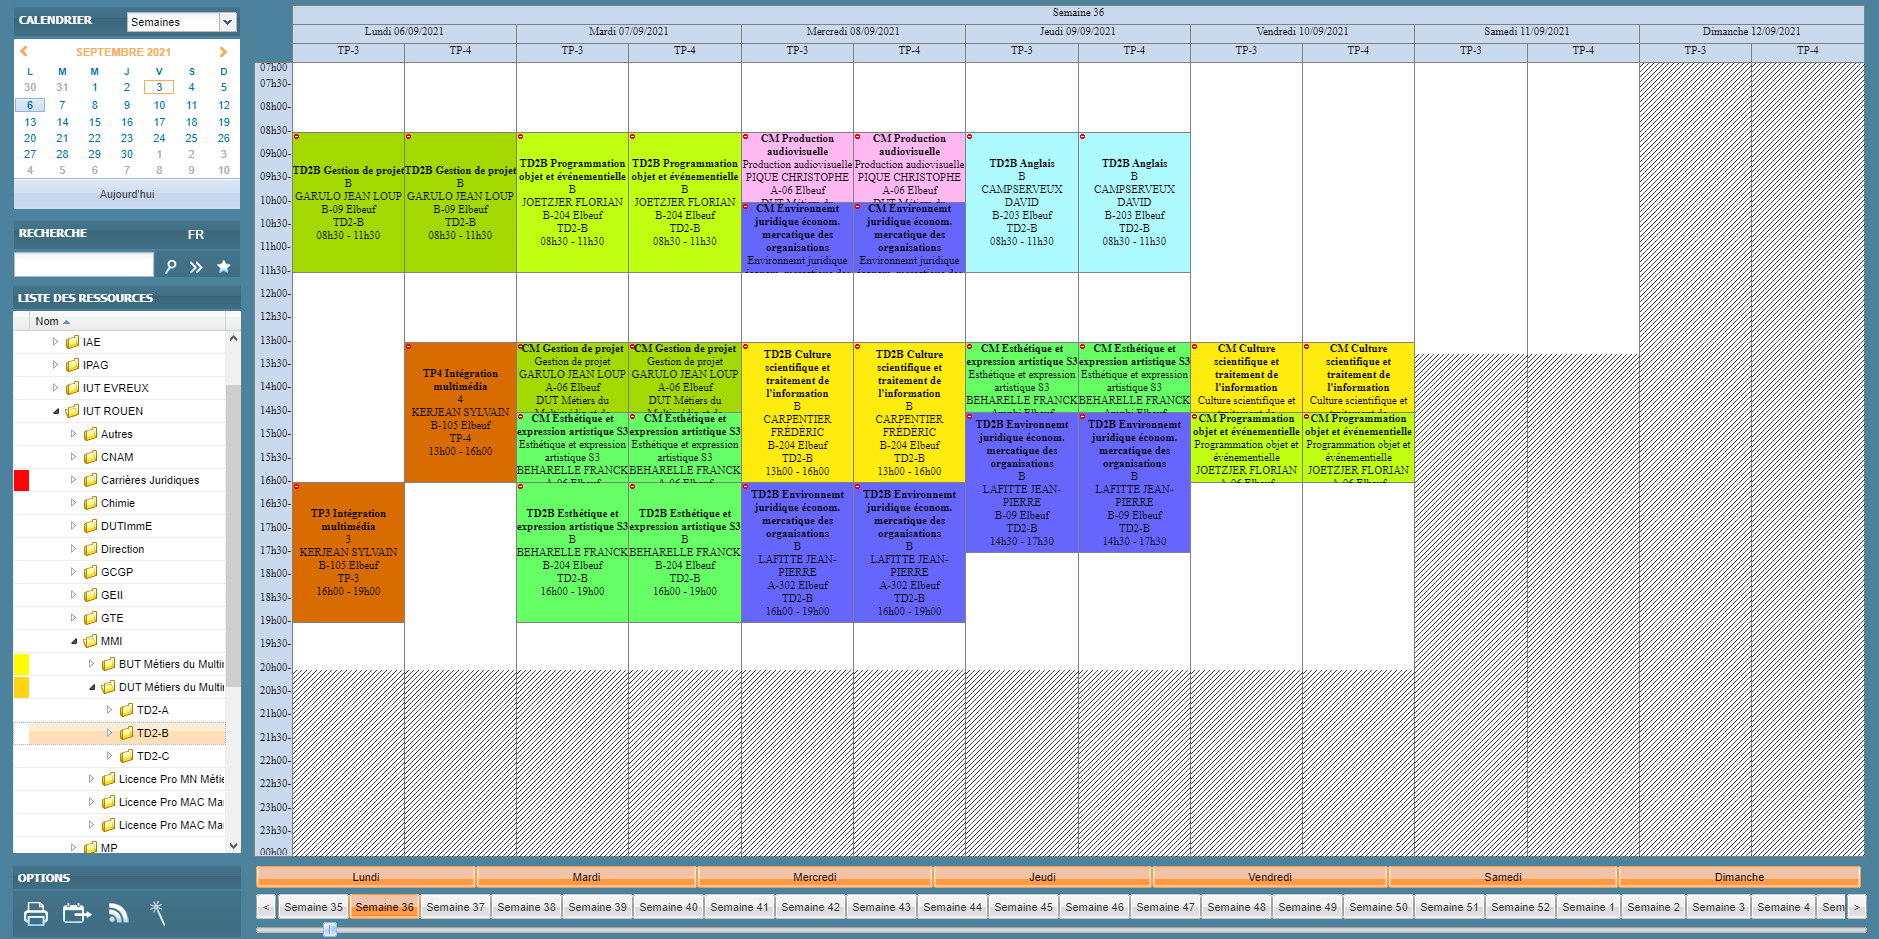 CALENDRIER
Semaines
SEPTEMBRE 2021
L M M J V S D
30 31 1 2 3 4 5
6 7 8 9 10 11 12
13 14 15 16 17 18 19
20 21 22 23 24 25 26
27 28 29 30 1 2 3
4 5 6 7 8 9 10
Aujourd'hui
RECHERCHE FR
LISTE DES RESSOURCES
Nom
IAE
IPAG
IUT EVREUX
IUT ROUEN
Autres
CNAM
Carrières Juridiques
Chimie
DUTImmE
Direction
GCGP
GEII
GTE
MMI
BUT Métiers du Multin
DUT Métiers du Multin
TD2-A
TD2-B
TD2-C
Licence Pro MN Métie
Licence Pro MAC Mar
Licence Pro MAC Mar
MP
OPTIONS
Semaine 36
Lundi 06/09/2021 Mardi 07/09/2021 Mercredi 08/09/2021 Jeudi 09/09/2021 Vendredi 10/09/2021 Samedi 11/09/2021 Dimanche 12/09/2021
TP-3 TP-4 TP-3 TP-4 TP-3 TP-4 TP-3 TP-4 TP-3 TP-4 TP-3 TP-4 TP-3 TP-4
07h00
07h30-
08h00-
08h30-
09h00-
09h30-
10h00-
10h30-
11h00-
11h30-
12h00-
12h30-
13h00-
13h30-
14h00-
14h30-
15h00-
15h30-
16h00-
16h30-
17h00-
17h30-
18h00-
18h30-
19h00-
19h30-
20h00-
20h30-
21h00-
21h30-
22h00-
22h30-
23h00-
23h30-
00h00
TD2B Gestion de projet
B
GARULO JEAN LOUP
B-09 Elbeuf
TD2-B
08h30 - 11h30
TD2B Gestion de projet
B
GARULO JEAN LOUP
B-09 Elbeuf
TD2-B
08h30 - 11h30
TD2B Programmation
objet et événementielle
B
JOETZJER FLORIAN
B-204 Elbeuf
TD2-B
08h30 - 11h30
TD2B Programmation
objet et événementielle
B
JOETZJER FLORIAN
B-204 Elbeuf
TD2-B
08h30 - 11h30
CM Production
audiovisuelle
Production audiovisuelle
PIQUE CHRISTOPHE
A-06 Elbeuf
DUT Métiers du
CM Production
audiovisuelle
Production audiovisuelle
PIQUE CHRISTOPHE
A-06 Elbeuf
DUT Métiers du
CM Environnemt
juridique économ.
mercatique des
organisations
Environnemt juridique
économ. mercatique des
CM Environnemt
juridique économ.
mercatique des
organisations
Environnemt juridique
économ. mercatique des
TD2B Anglais
B
CAMPSERVEUX
DAVID
B-203 Elbeuf
TD2-B
08h30 - 11h30
TD2B Anglais
B
CAMPSERVEUX
DAVID
B-203 Elbeuf
TD2-B
08h30 - 11h30
TP4 Intégration
multimédia
4
KERJEAN SYLVAIN
B-105 Elbeuf
TP-4
13h00 - 16h00
TP3 Intégration
multimédia
3
KERJEAN SYLVAIN
B-105 Elbeuf
TP-3
16h00 - 19h00
CM Gestion de projet
Gestion de projet
GARULO JEAN LOUP
A-06 Elbeuf
DUT Métiers du
Multimédia et de
CM Gestion de projet
Gestion de projet
GARULO JEAN LOUP
A-06 Elbeuf
DUT Métiers du
Multimédia et de
CM Esthétique et
expression artistique S3
Esthétique et expression
artistique S3
BEHARELLE FRANCK
A-06 Elbeuf
CM Esthétique et
expression artistique S3
Esthétique et expression
artistique S3
BEHARELLE FRANCK
A-06 Elbeuf
TD2B Esthétique et
expression artistique S3
B
BEHARELLE FRANCK
B-204 Elbeuf
TD2-B
16h00 - 19h00
TD2B Esthétique et
expression artistique S3
B
BEHARELLE FRANCK
B-204 Elbeuf
TD2-B
16h00 - 19h00
TD2B Culture
scientifique et
traitement de
l'information
B
CARPENTIER
FRÉDÉRIC
B-204 Elbeuf
TD2-B
13h00 - 16h00
TD2B Culture
scientifique et
traitement de
l'information
B
CARPENTIER
FRÉDÉRIC
B-204 Elbeuf
TD2-B
13h00 - 16h00
TD2B Environnemt
juridique économ.
mercatique des
organisations
B
LAFITTE JEAN-
PIERRE
A-302 Elbeuf
TD2-B
16h00 - 19h00
TD2B Environnemt
juridique économ.
mercatique des
organisations
B
LAFITTE JEAN-
PIERRE
A-302 Elbeuf
TD2-B
16h00 - 19h00
CM Esthétique et
expression artistique S3
Esthétique et expression
artistique S3
BEHARELLE FRANCK
Amphi Elbeuf
CM Esthétique et
expression artistique S3
Esthétique et expression
artistique S3
BEHARELLE FRANCK
Amphi Elbeuf
TD2B Environnemt
juridique économ.
mercatique des
organisations
B
LAFITTE JEAN-
PIERRE
B-09 Elbeuf
TD2-B
14h30 - 17h30
TD2B Environnemt
juridique économ.
mercatique des
organisations
B
LAFITTE JEAN-
PIERRE
B-09 Elbeuf
TD2-B
14h30 - 17h30
CM Culture
scientifique et
traitement de
l'information
Culture scientifique et
traitement de
CM Culture
scientifique et
traitement de
l'information
Culture scientifique et
traitement de
CM Programmation
objet et événementielle
Programmation objet et
événementielle
JOETZJER FLORIAN
A-06 Elbeuf
CM Programmation
objet et événementielle
Programmation objet et
événementielle
JOETZJER FLORIAN
A-06 Elbeuf
Lundi Mardi Mercredi Jeudi Vendredi Samedi Dimanche
< Semaine 35 Semaine 36 Semaine 37 Semaine 38 Semaine 39 Semaine 40 Semaine 41 Semaine 42 Semaine 43 Semaine 44 Semaine 45 Semaine 46 Semaine 47 Semaine 48 Semaine 49 Semaine 50 Semaine 51 Semaine 52 Semaine 1 Semaine 2 Semaine 3 Semaine 4 Sem >